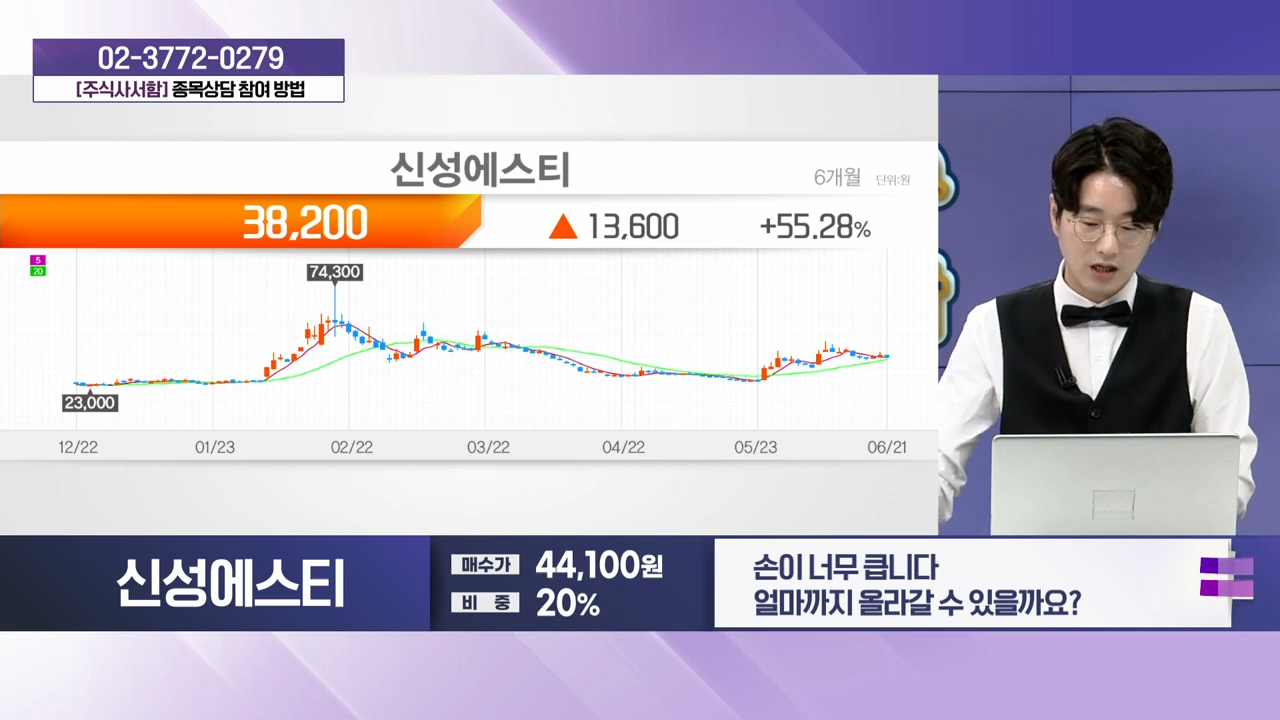 02-3772-0279
[주식사서함] 종목상담 참여 방법
신성에스티
6개월 단위:원
38,200 ▲ 13,600 +55.28%
5
20
74,300
23,000
12/22 01/23 02/22 03/22 04/22 05/23 06/21
신성에스티
매수가 44,100원
비 중 20%
손이 너무 큽니다
얼마까지 올라갈 수 있을까요?